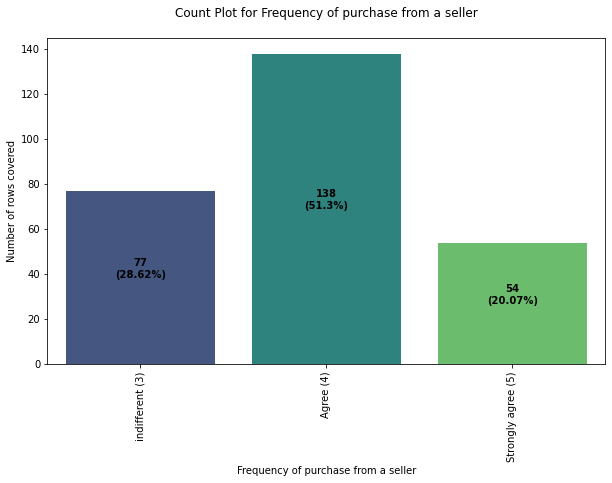 Count Plot for Frequency of purchase from a seller
Number of rows covered
140
120
100
80
60
40
20
0
77
(28.62%)
138
(51.3%)
54
(20.07%)
indifferent (3)
Agree (4)
Strongly agree (5)
Frequency of purchase from a seller